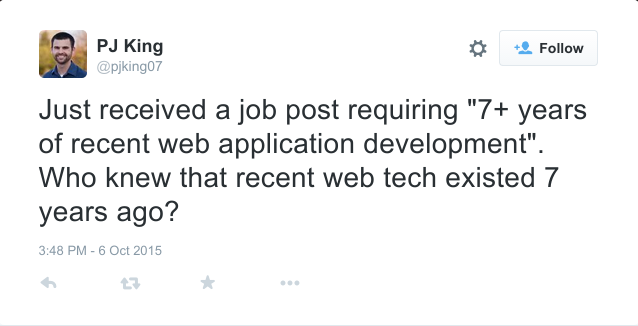 PJ King
@pjking07
Follow
Just received a job post requiring "7+ years
of recent web application development".
Who knew that recent web tech existed 7
years ago?
3:48 PM - 6 Oct 2015